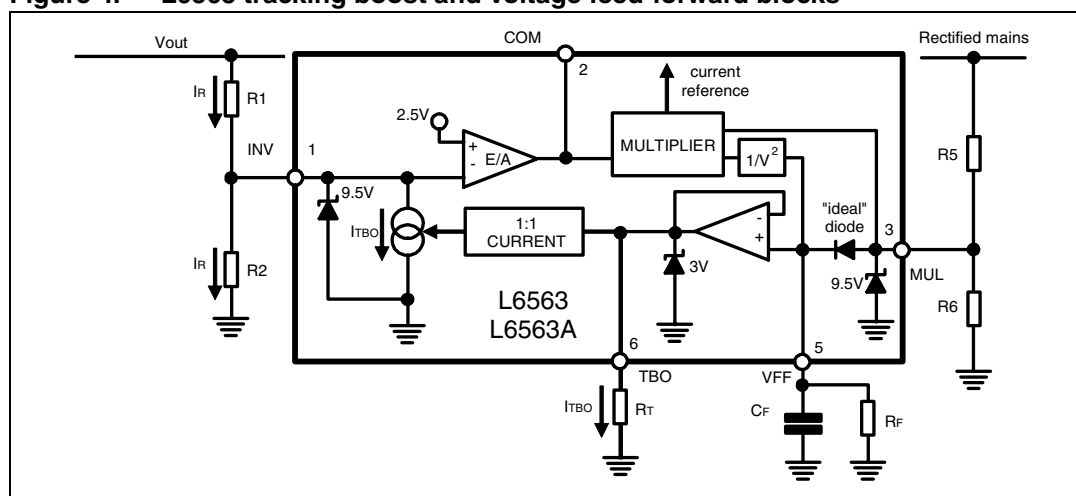 Figure 4. L6563 tracking boost and voltage feed-forward blocks
Vout
COM
Rectified mains
2
current
reference
IR
R1
2.5V
+
-
E/A
MULTIPLIER
1/V2
R5
INV
1
9.5V
ITBO
1:1
CURRENT
-
+
"ideal"
diode
3
3V
9.5V
MUL
IR
R2
L6563
L6563A
R6
6
5
TBO
VFF
ITBO
RT
CF
RF